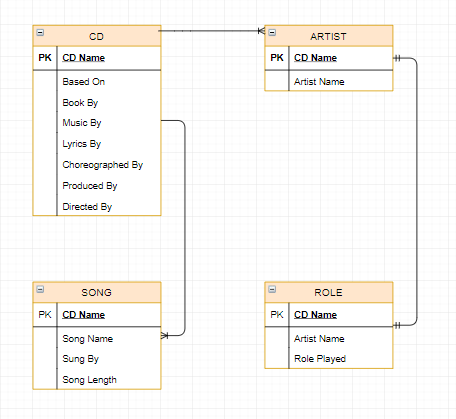 CD
PK CD Name
Based On
Book By
Music By
Lyrics By
Choreographed By
Produced By
Directed By
ARTIST
PK CD Name
Artist Name
SONG
PK CD Name
Song Name
Sung By
Song Length
ROLE
PK CD Name
Artist Name
Role Played